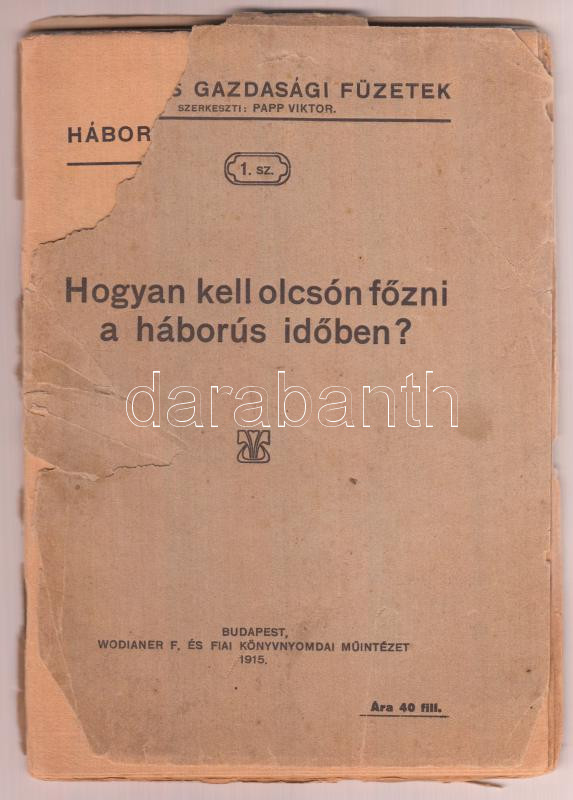 S GAZDASÁGI FÜZETEK
SZERKESZTI: PAPP VIKTOR.
HÁBOR
1. SZ.
Hogyan kell olcsón főzni
a háborús időben?
darabanth
BUDAPEST,
WODIANER F. ÉS FIAI KÖNYVNYOMDAI MŰINTÉZET
1915.
Ára 40 fill.